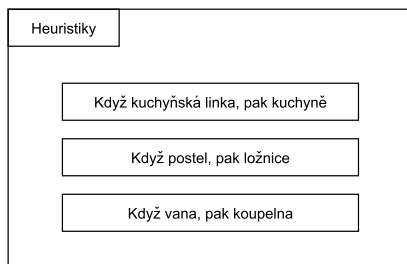 Heuristiky
Když kuchyňská linka, pak kuchyně
Když postel, pak ložnice
Když vana, pak koupelna